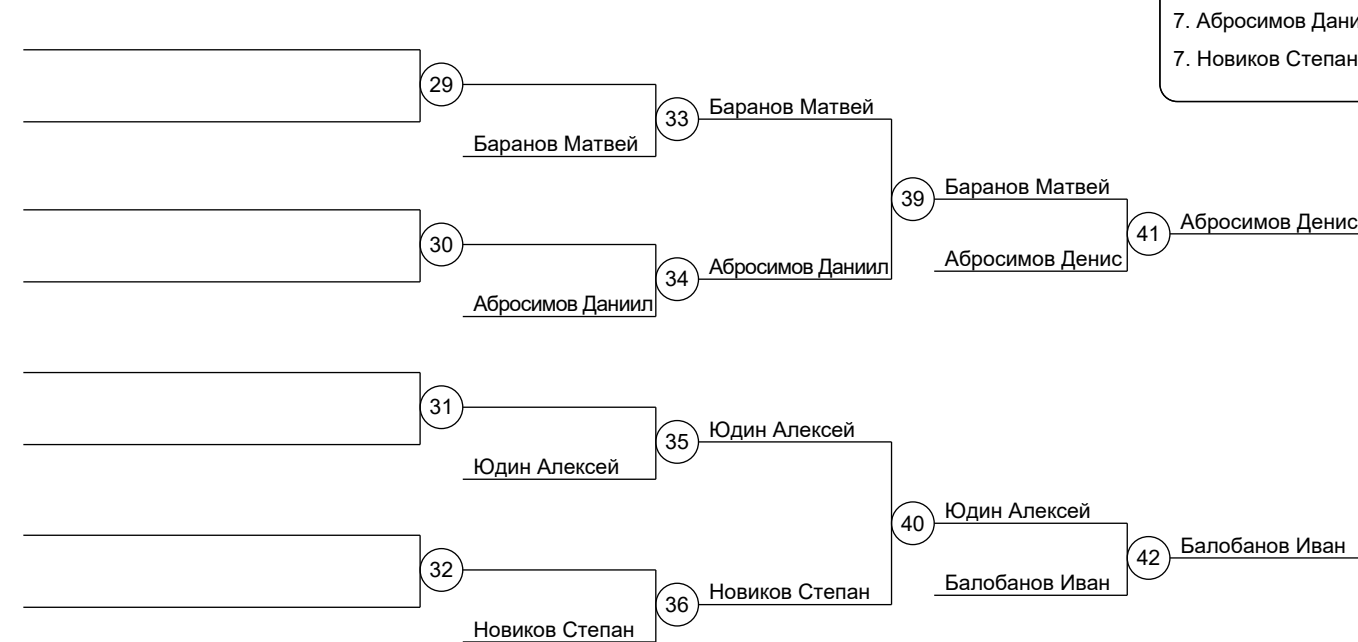 7. Абросимов Дани
7. Новиков Степан
29
33
Баранов Матвей
Баранов Матвей
39
Баранов Матвей
30
41
Абросимов Денис
34
Абросимов Даниил
Абросимов Денис
Абросимов Даниил
31
35
Юдин Алексей
Юдин Алексей
40
Юдин Алексей
32
42
Балобанов Иван
36
Новиков Степан
Балобанов Иван
Новиков Степан